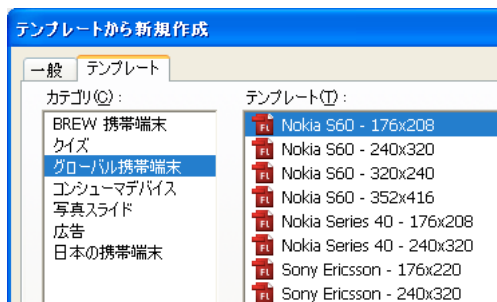 テンプレートから新規作成
一般
テンプレート
カテゴリ(C):
BREW 携帯端末
クイズ
グローバル携帯端末
コンシューマデバイス
写真スライド
広告
日本の携帯端末
テンプレート(T):
Nokia S60 - 176x208
Nokia S60 - 240x320
Nokia S60 - 320x240
Nokia S60 - 352x416
Nokia Series 40 - 176x208
Nokia Series 40 - 240x320
Sony Ericsson - 176x220
Sony Ericsson - 240x320